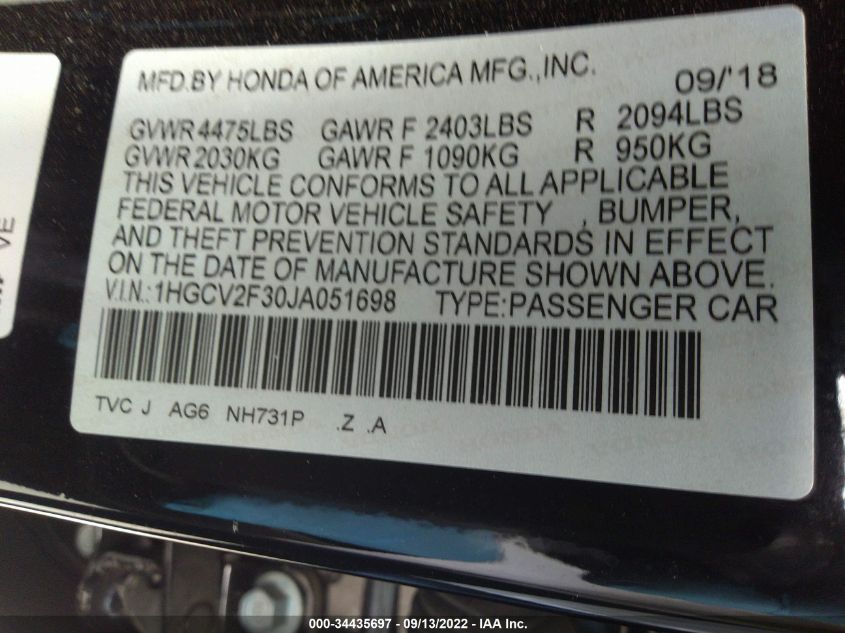 MFD.BY HONDA OF AMERICA MFG.,INC. 09/'18
GVWR 4475LBS GAWR F 2403LBS R 2094LBS
GVWR 2030KG GAWR F 1090KG R 950KG
THIS VEHICLE CONFORMS TO ALL APPLICABLE
FEDERAL MOTOR VEHICLE SAFETY , BUMPER,
AND THEFT PREVENTION STANDARDS IN EFFECT
ON THE DATE OF MANUFACTURE SHOWN ABOVE.
V.I.N.:1HGCV2F30JA051698 TYPE:PASSENGER CAR
TVC J AG6 NH731P .Z .A
VE
000-34435697 - 09/13/2022 - IAA Inc.